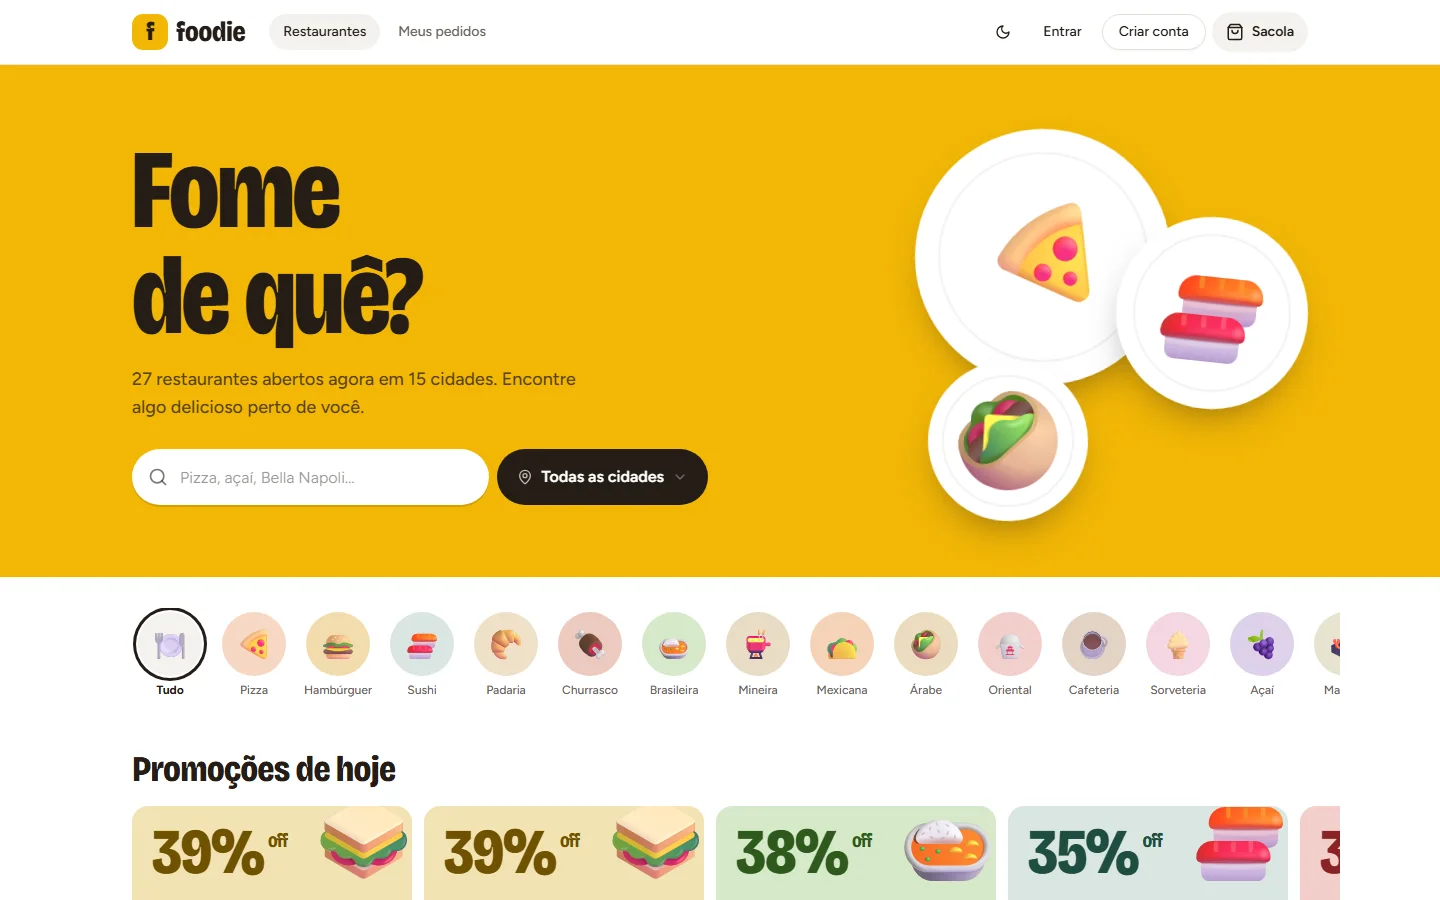 f foodie Restaurantes Meus pedidos Entrar Criar conta Sacola
Fome
de quê?
27 restaurantes abertos agora em 15 cidades. Encontre
algo delicioso perto de você.
Pizza, açaí, Bella Napoli... Todas as cidades
Tudo Pizza Hambúrguer Sushi Padaria Churrasco Brasileira Mineira Mexicana Árabe Oriental Cafeteria Sorveteria Açaí Ma
Promoções de hoje
39% off 39% off 38% off 35% off 3